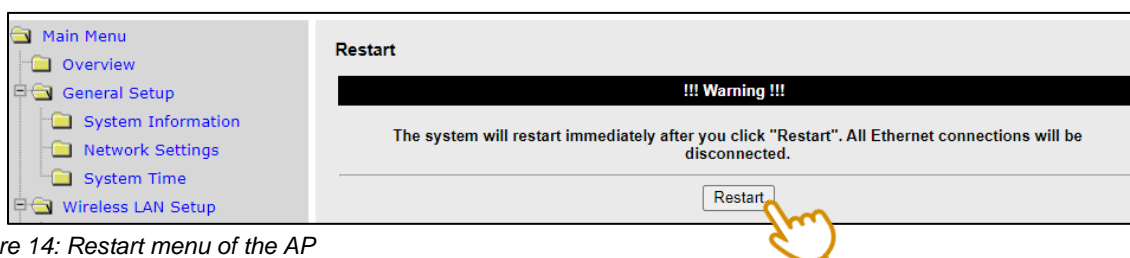 Main Menu
Overview
General Setup
System Information
Network Settings
System Time
Wireless LAN Setup
Restart
!!! Warning !!!
The system will restart immediately after you click "Restart". All Ethernet connections will be
disconnected.
Restart
re 14: Restart menu of the AP